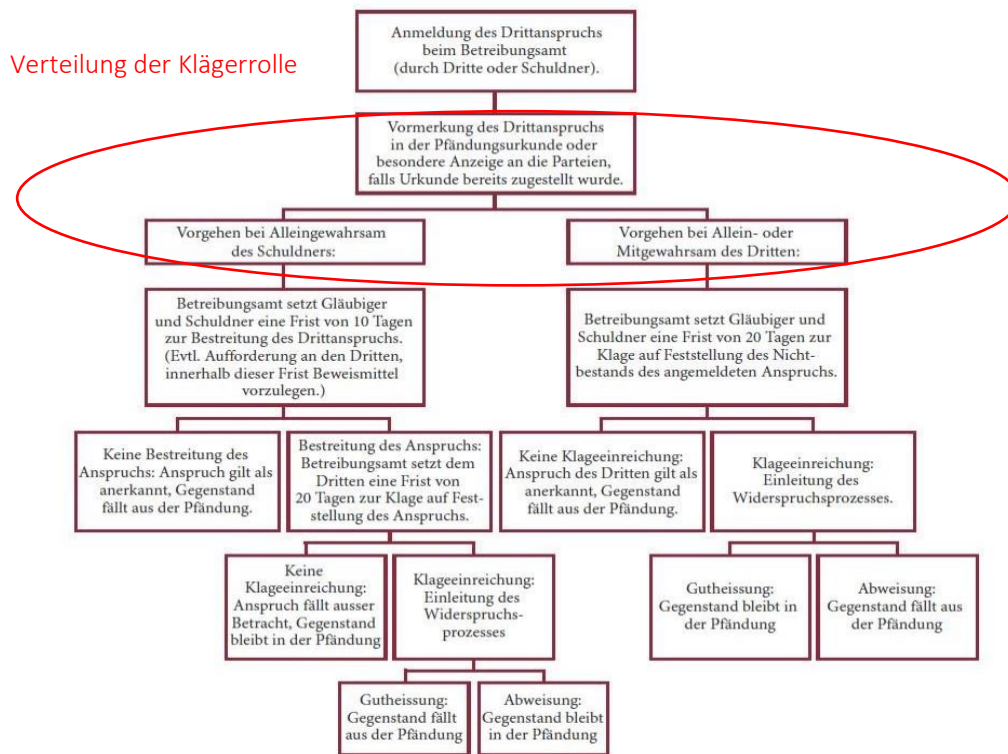 Verteilung der Klägerrolle
Anmeldung des Drittanspruchs
beim Betreibungsamt
(durch Dritte oder Schuldner).
Vormerkung des Drittanspruchs
in der Pfändungsurkunde oder
besondere Anzeige an die Parteien,
falls Urkunde bereits zugestellt wurde.
Vorgehen bei Alleingewahrsam
des Schuldners:
Vorgehen bei Allein- oder
Mitgewahrsam des Dritten:
Betreibungsamt setzt Gläubiger
und Schuldner eine Frist von 10 Tagen
zur Bestreitung des Drittanspruchs.
(Evtl. Aufforderung an den Dritten,
innerhalb dieser Frist Beweismittel
vorzulegen.)
Betreibungsamt setzt Gläubiger und
Schuldner eine Frist von 20 Tagen zur
Klage auf Feststellung des Nicht-
bestands des angemeldeten Anspruchs.
Keine Bestreitung des
Anspruchs: Anspruch gilt als
anerkannt, Gegenstand
fällt aus der Pfändung.
Bestreitung des Anspruchs:
Betreibungsamt setzt dem
Dritten eine Frist von
20 Tagen zur Klage auf Fest-
stellung des Anspruchs.
Keine Klageeinreichung:
Anspruch des Dritten gilt als
anerkannt, Gegenstand
fällt aus der Pfändung.
Klageeinreichung:
Einleitung des
Widerspruchsprozesses.
Keine
Klageeinreichung:
Anspruch fällt ausser
Betracht, Gegenstand
bleibt in der Pfändung
Klageeinreichung:
Einleitung des
Widerspruchs-
prozesses
Gutheissung:
Gegenstand bleibt in
der Pfändung
Abweisung:
Gegenstand fällt aus
der Pfändung
Gutheissung:
Gegenstand fällt
aus der Pfändung
Abweisung:
Gegenstand bleibt
in der Pfändung